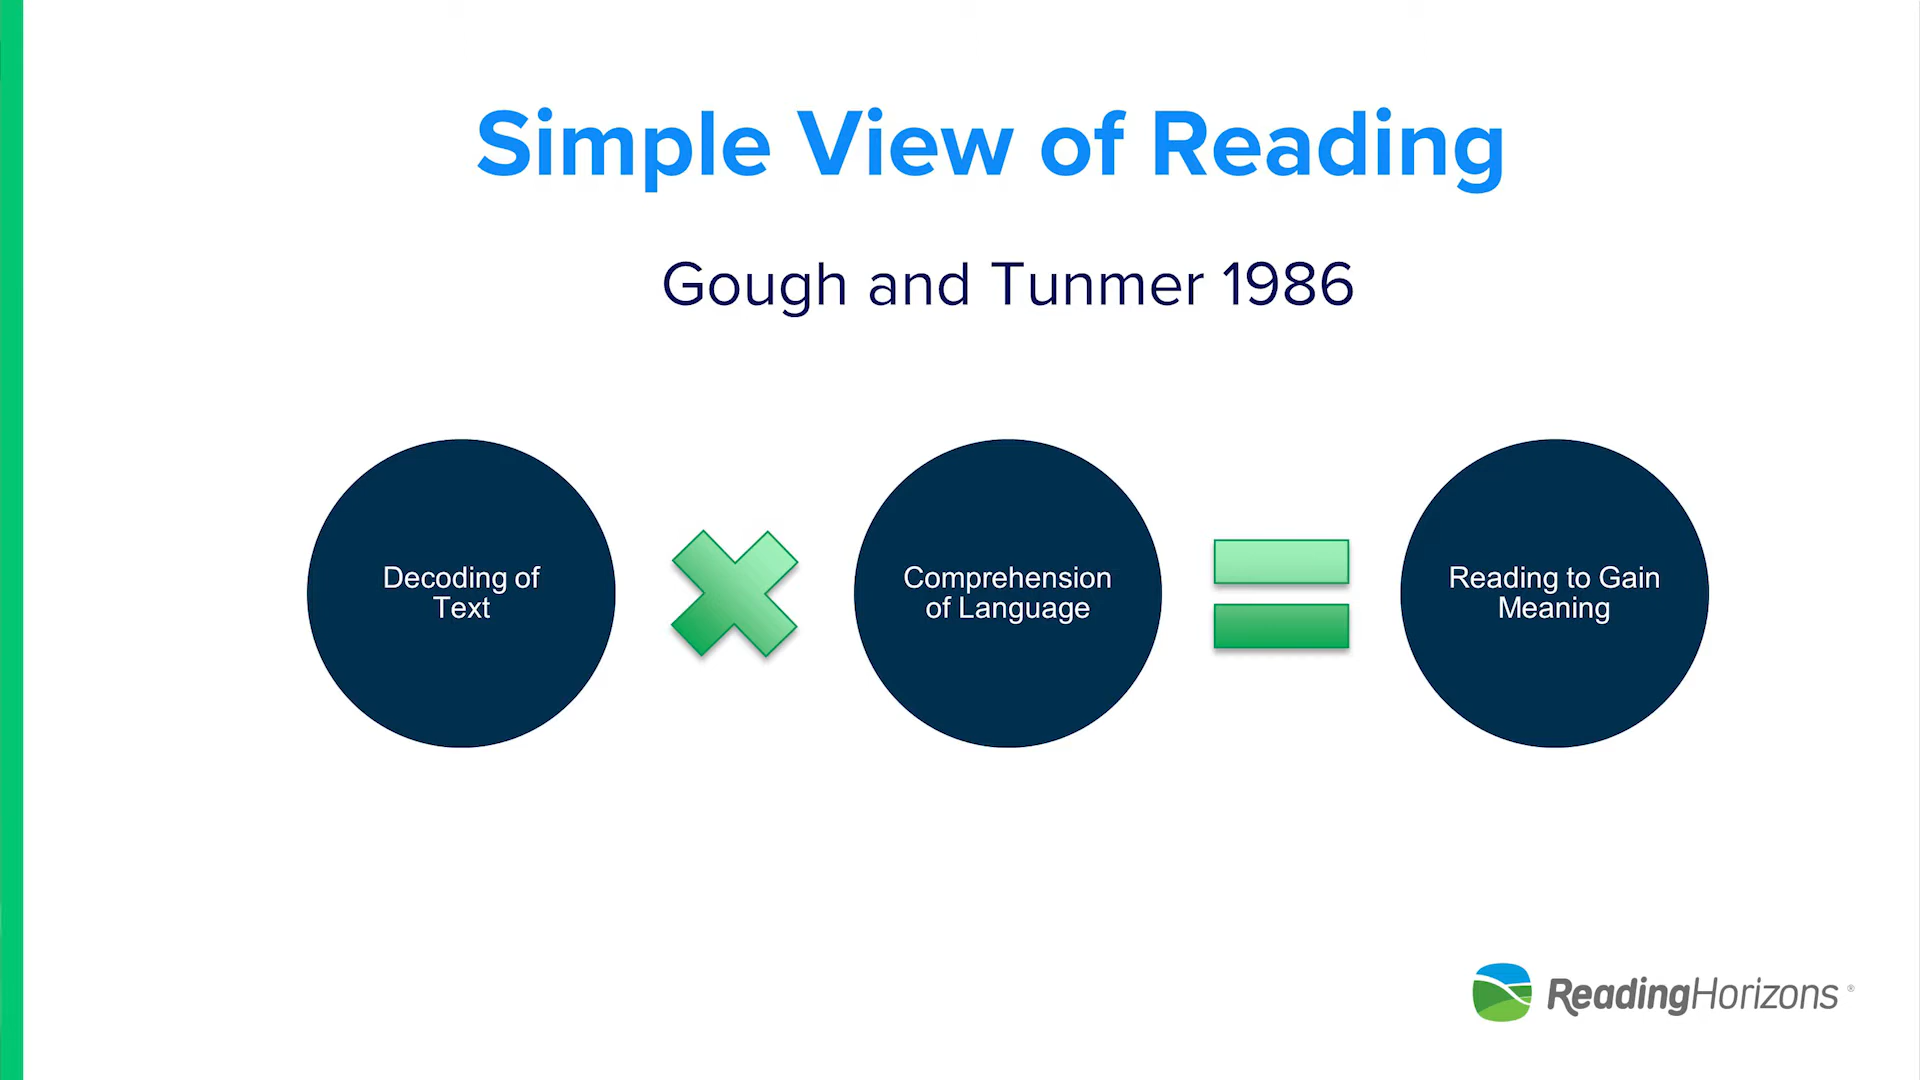 Simple View of Reading
Gough and Tunmer 1986
Decoding of
Text
Comprehension
of Language
Reading to Gain
Meaning
ReadingHorizons®